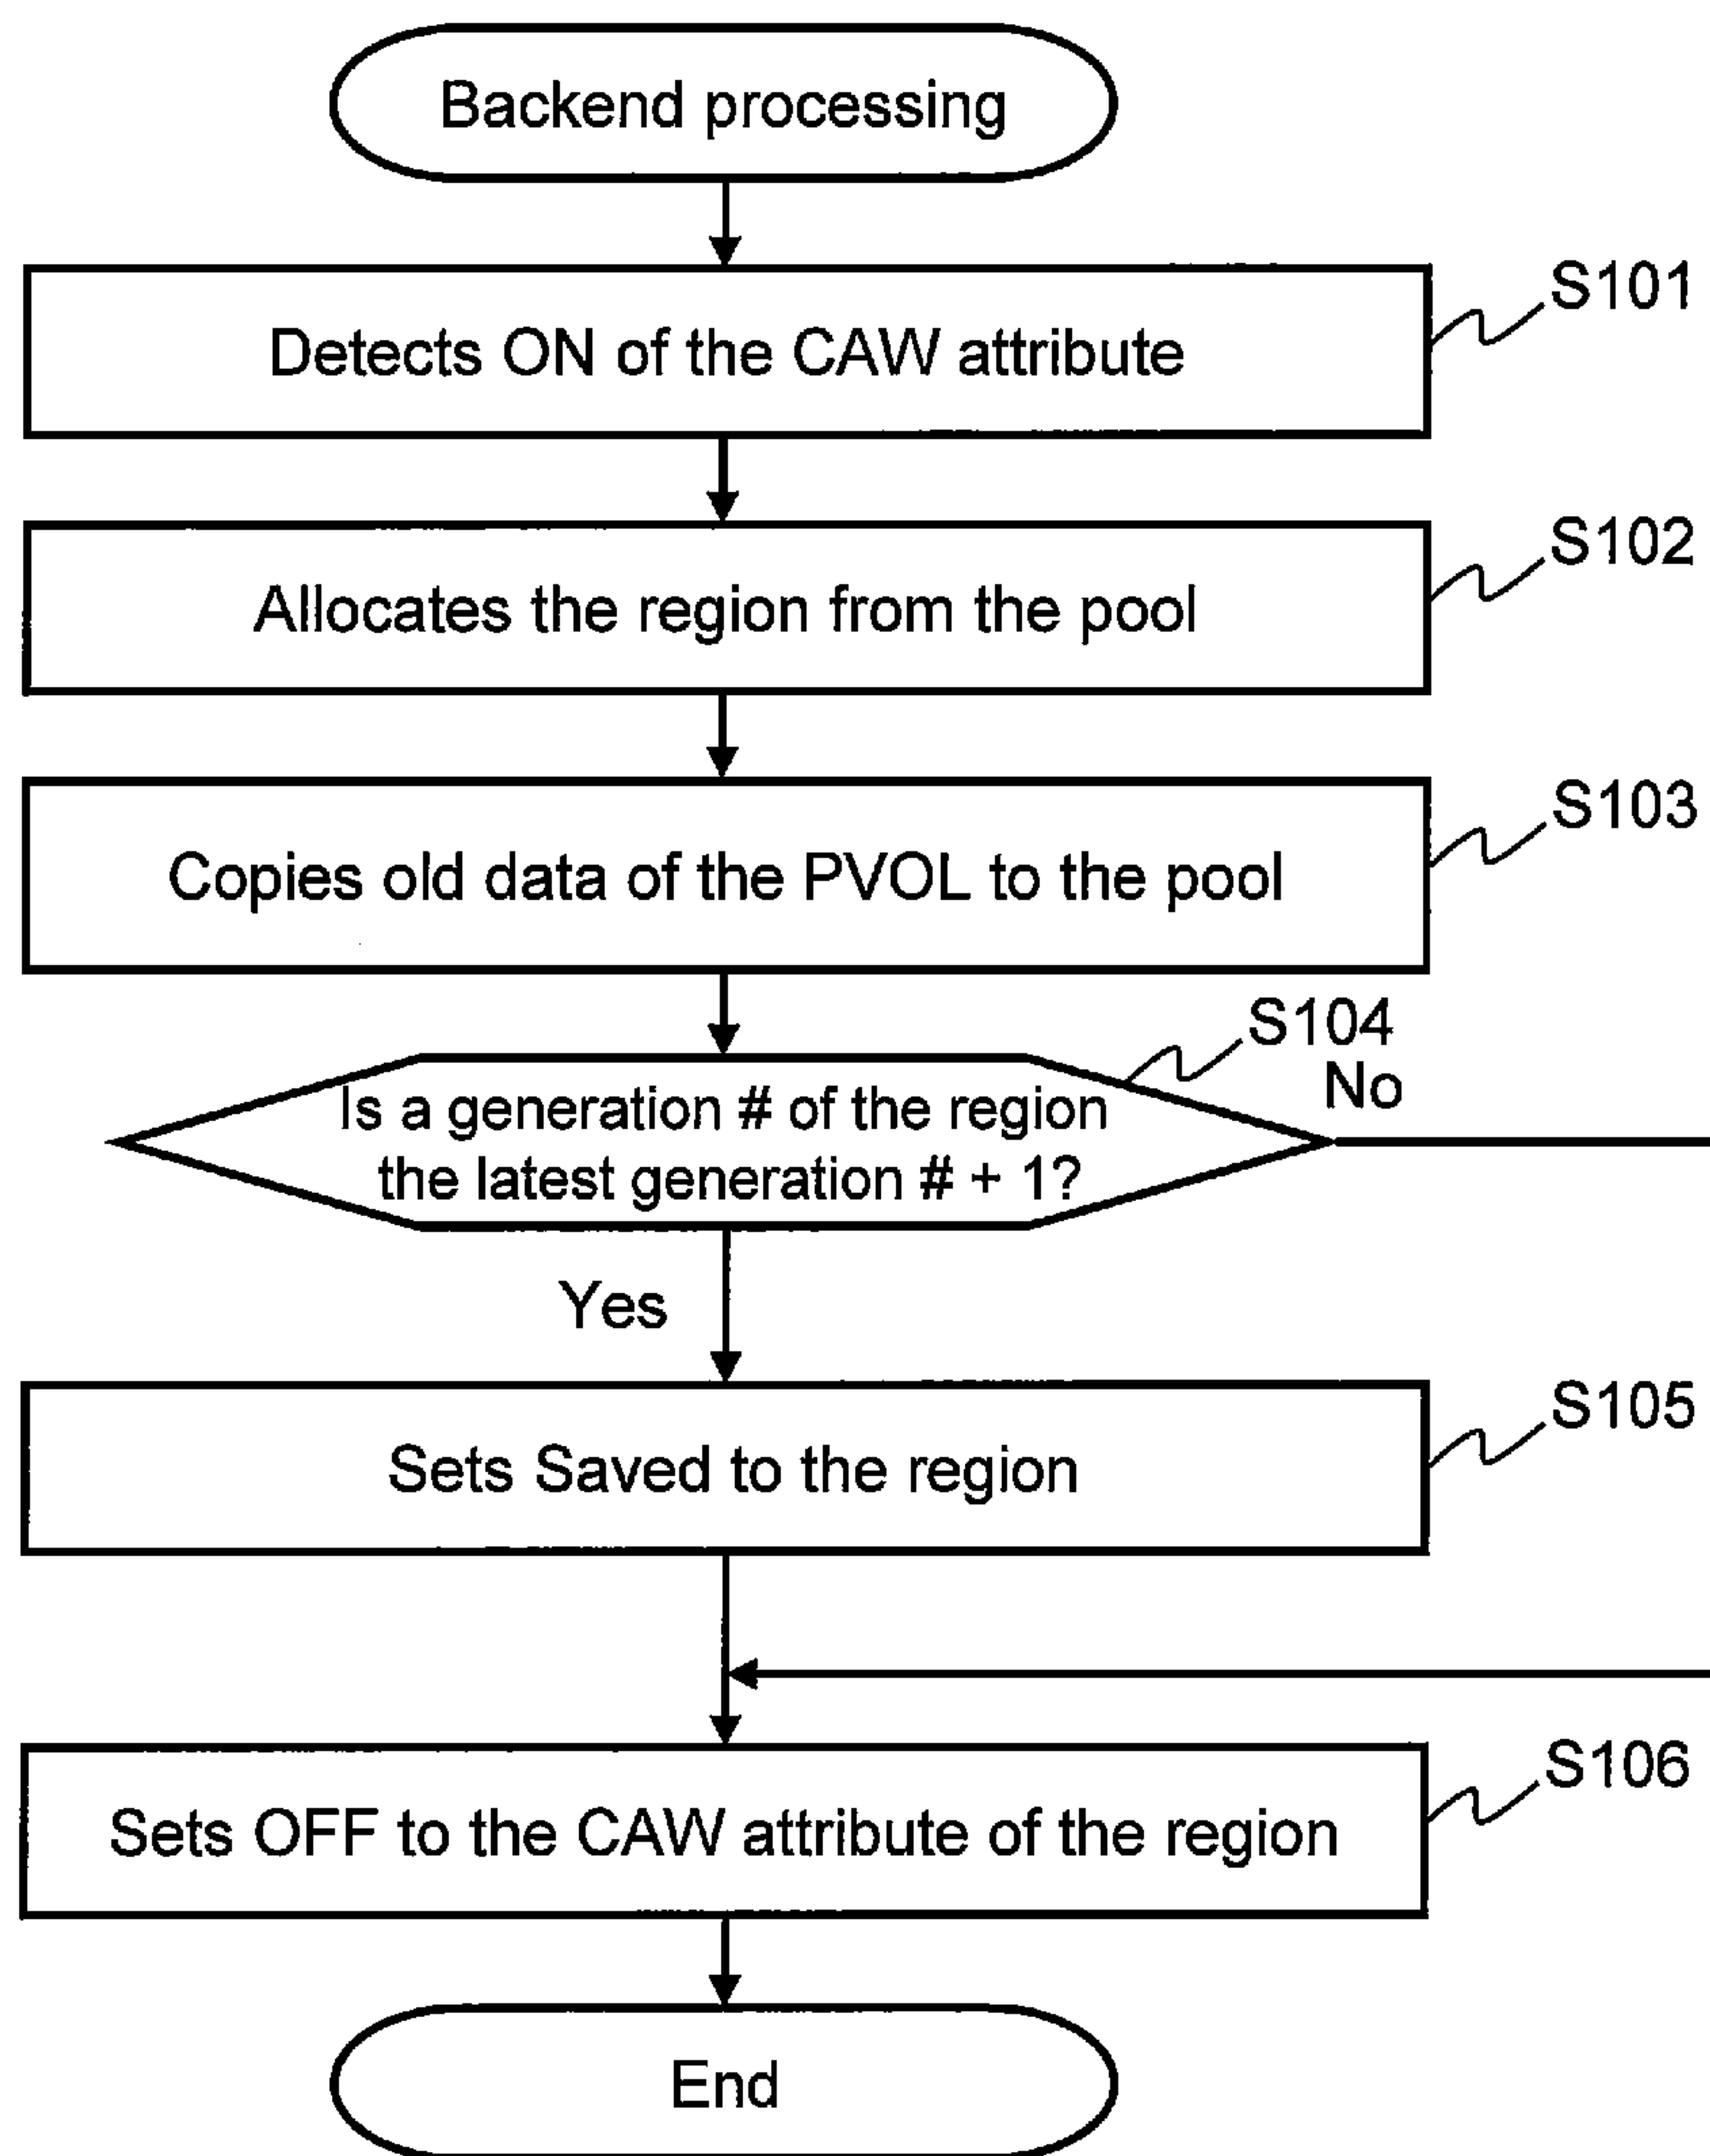 Backend processing
S101
Detects ON of the CAW attribute
S102
Allocates the region from the pool
S103
Copies old data of the PVOL to the pool
S104
No
Is a generation # of the region
the latest generation # + 1?
Yes
S105
Sets Saved to the region
S106
Sets OFF to the CAW attribute of the region
End